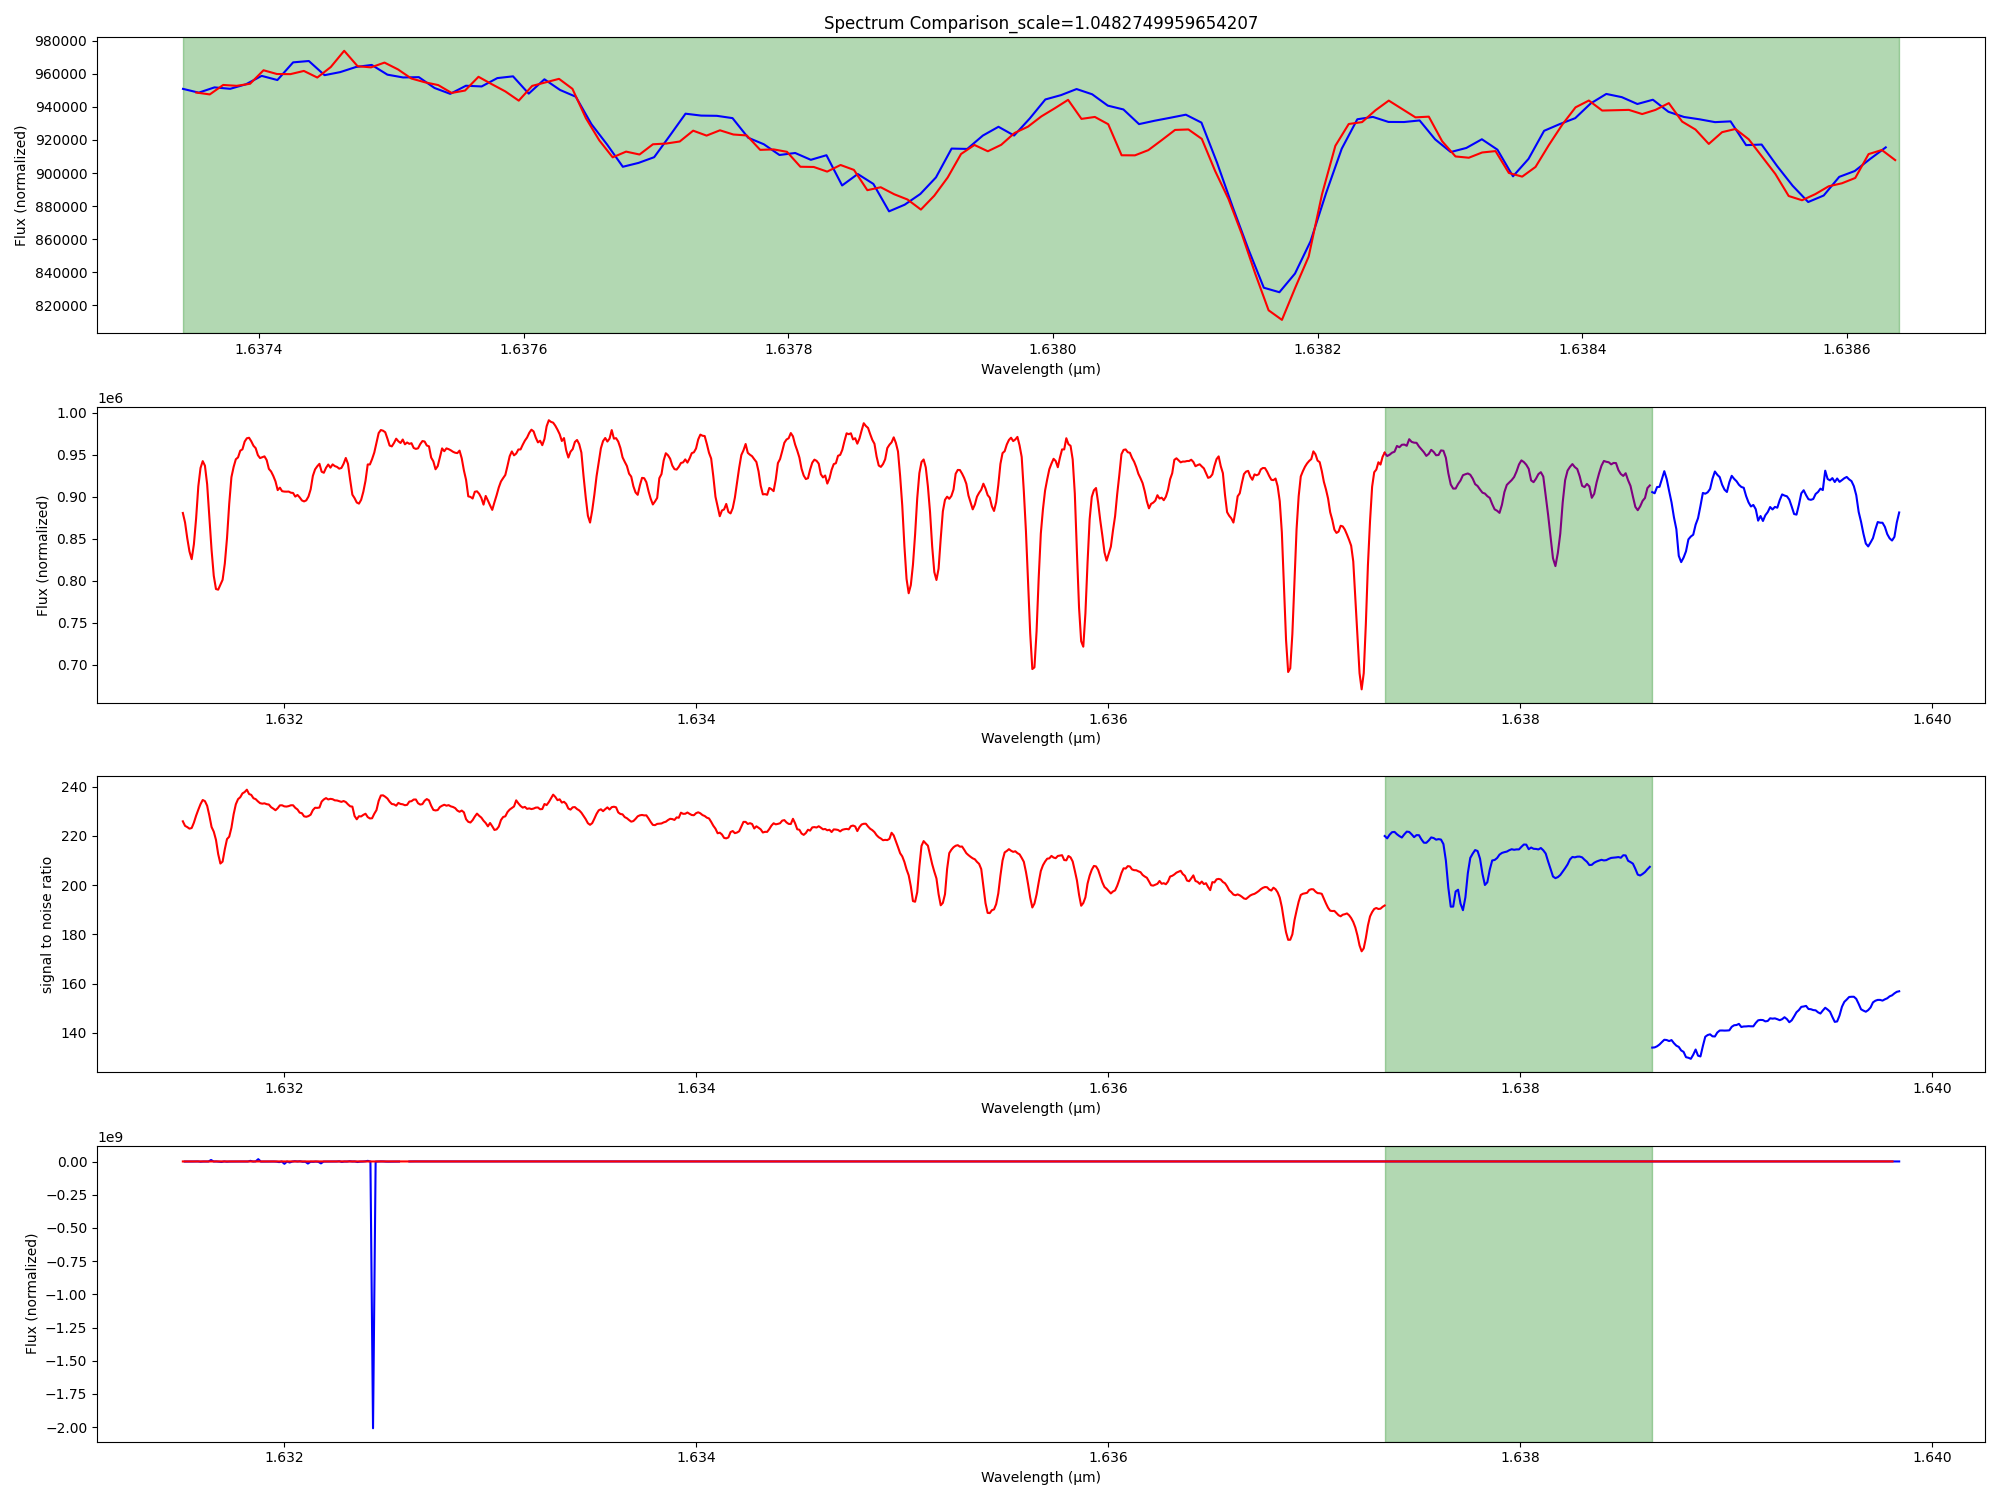 Spectrum Comparison_scale=1.0482749959654207
980000
960000
940000
920000
900000
880000
860000
840000
820000
Flux (normalized)
1.6374 1.6376 1.6378 1.6380 1.6382 1.6384 1.6386
Wavelength (μm)
1e6
1.00
0.95
0.90
0.85
0.80
0.75
0.70
Flux (normalized)
1.632 1.634 1.636 1.638 1.640
Wavelength (μm)
240
220
200
180
160
140
signal to noise ratio
1.632 1.634 1.636 1.638 1.640
Wavelength (μm)
1e9
0.00
−0.25
−0.50
−0.75
−1.00
−1.25
−1.50
−1.75
−2.00
Flux (normalized)
1.632 1.634 1.636 1.638 1.640
Wavelength (μm)